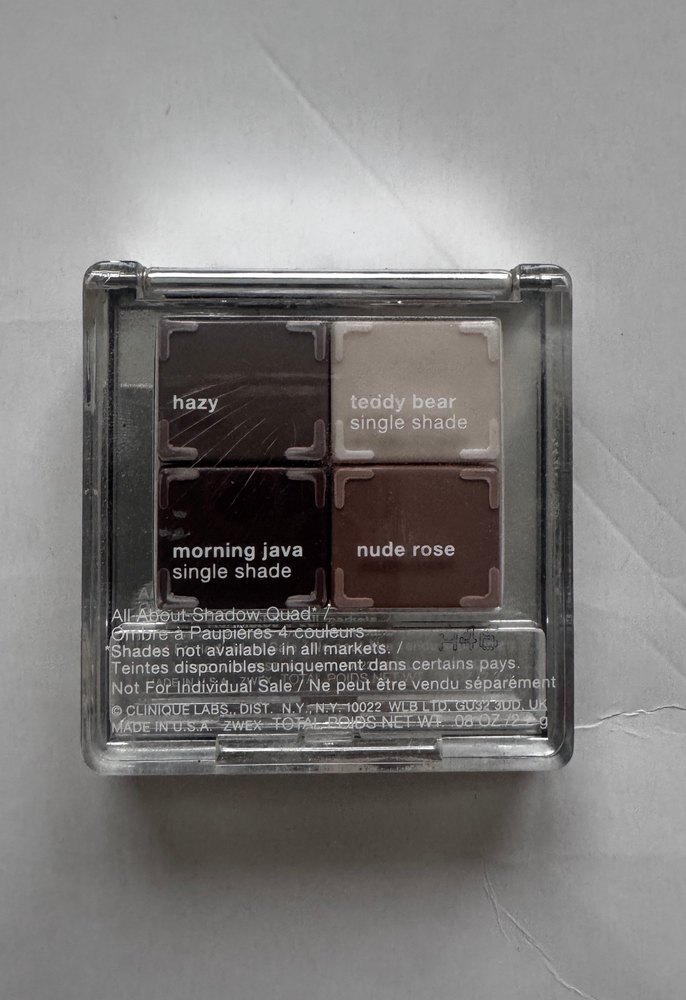 hazy
teddy bear
single shade
morning java
single shade
nude rose
All About Shadow Quad* /
Ombre à Paupières 4 couleurs
*Shades not available in all markets. /
Teintes disponibles uniquement dans certains pays.
Not For Individual Sale / Ne peut être vendu séparément
© CLINIQUE LABS., DIST. N.Y., N.Y. 10022 WLB LTD. GU32 3DD, UK
MADE IN U.S.A. ZWEX TOTAL POIDS NET WT. .08 OZ